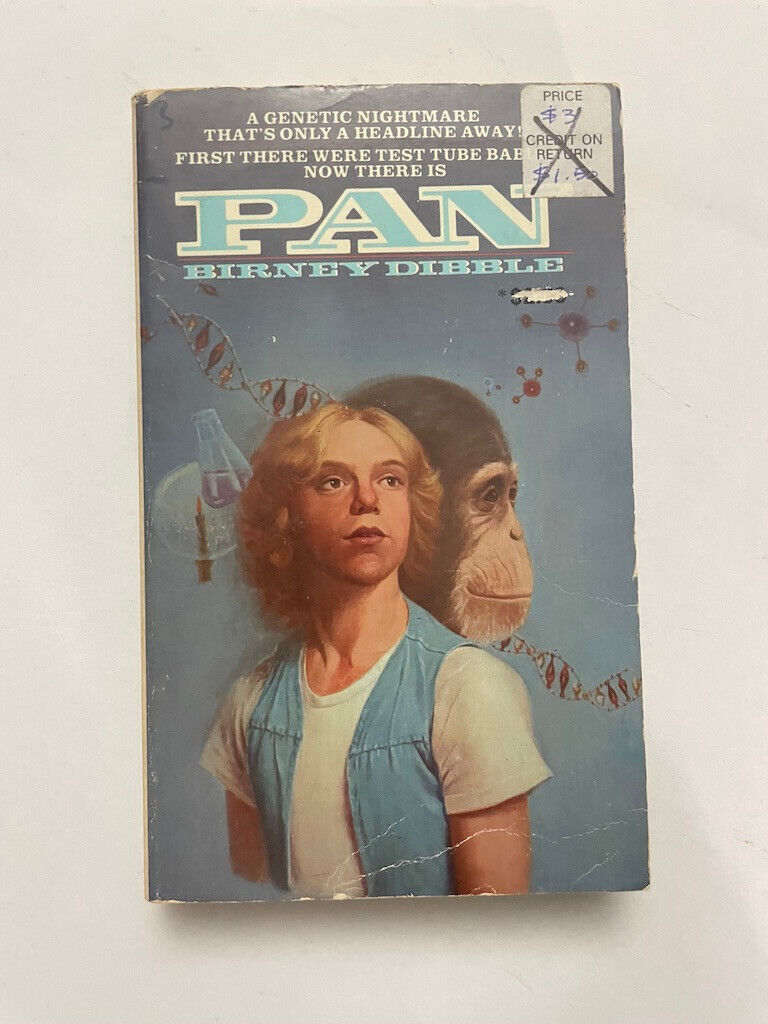 3
A GENETIC NIGHTMARE
THAT'S ONLY A HEADLINE AWAY!
FIRST THERE WERE TEST TUBE
NOW THERE IS
PAN
BIRNEY DIBBLE
PRICE
$3
CREDIT ON
RETURN
$1.50